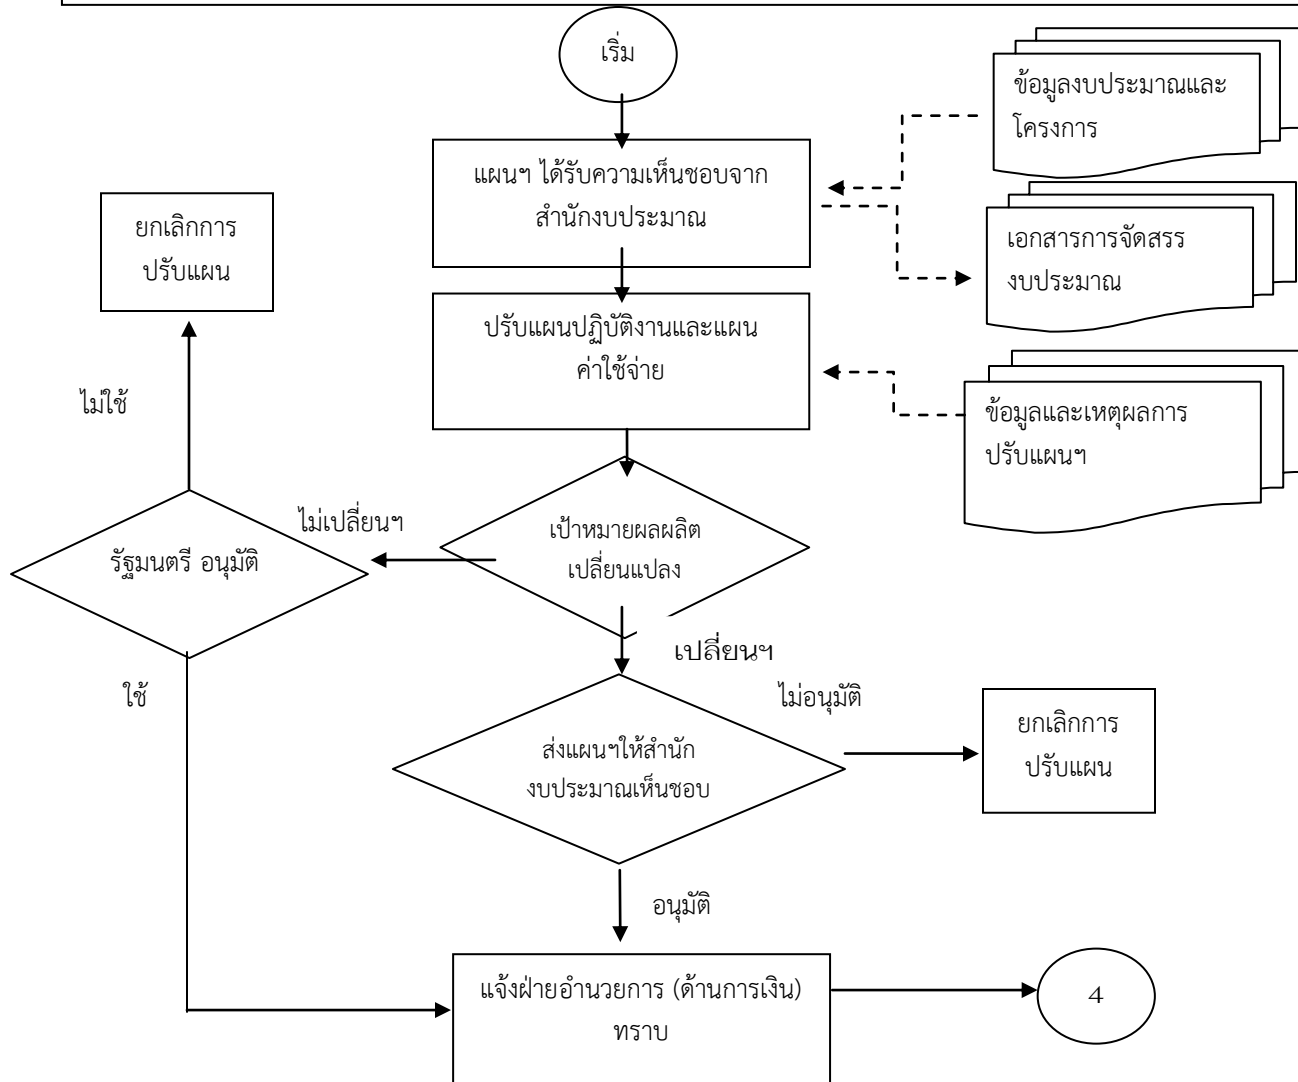 เริ่ม
ข้อมูลงบประมาณและ
โครงการ
แผนฯ ได้รับความเห็นชอบจาก
สำนักงบประมาณ
เอกสารการจัดสรร
งบประมาณ
ยกเลิกการ
ปรับแผน
ปรับแผนปฏิบัติงานและแผน
ค่าใช้จ่าย
ข้อมูลและเหตุผลการ
ปรับแผนฯ
ไม่ใช้
ไม่เปลี่ยนฯ
เป้าหมายผลผลิต
เปลี่ยนแปลง
รัฐมนตรี อนุมัติ
เปลี่ยนฯ
ใช้
ไม่อนุมัติ
ส่งแผนฯให้สำนัก
งบประมาณเห็นชอบ
ยกเลิกการ
ปรับแผน
อนุมัติ
แจ้งฝ่ายอำนวยการ (ด้านการเงิน)
ทราบ
4